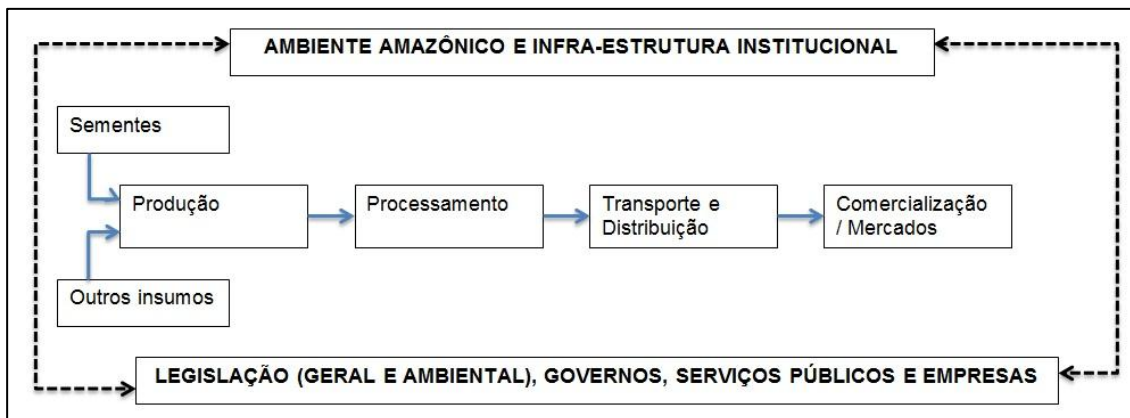 AMBIENTE AMAZÔNICO E INFRA-ESTRUTURA INSTITUCIONAL
Sementes
Produção
Processamento
Transporte e
Distribuição
Comercialização
/ Mercados
Outros insumos
LEGISLAÇÃO (GERAL E AMBIENTAL), GOVERNOS, SERVIÇOS PÚBLICOS E EMPRESAS